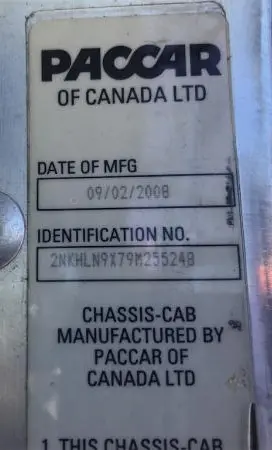 PACCAR
OF CANADA LTD
DATE OF MFG
09/02/2008
IDENTIFICATION NO.
2NKHLN9X79M255248
CHASSIS-CAB
MANUFACTURED BY
PACCAR OF
CANADA LTD
1. THIS CHASSIS-CAB